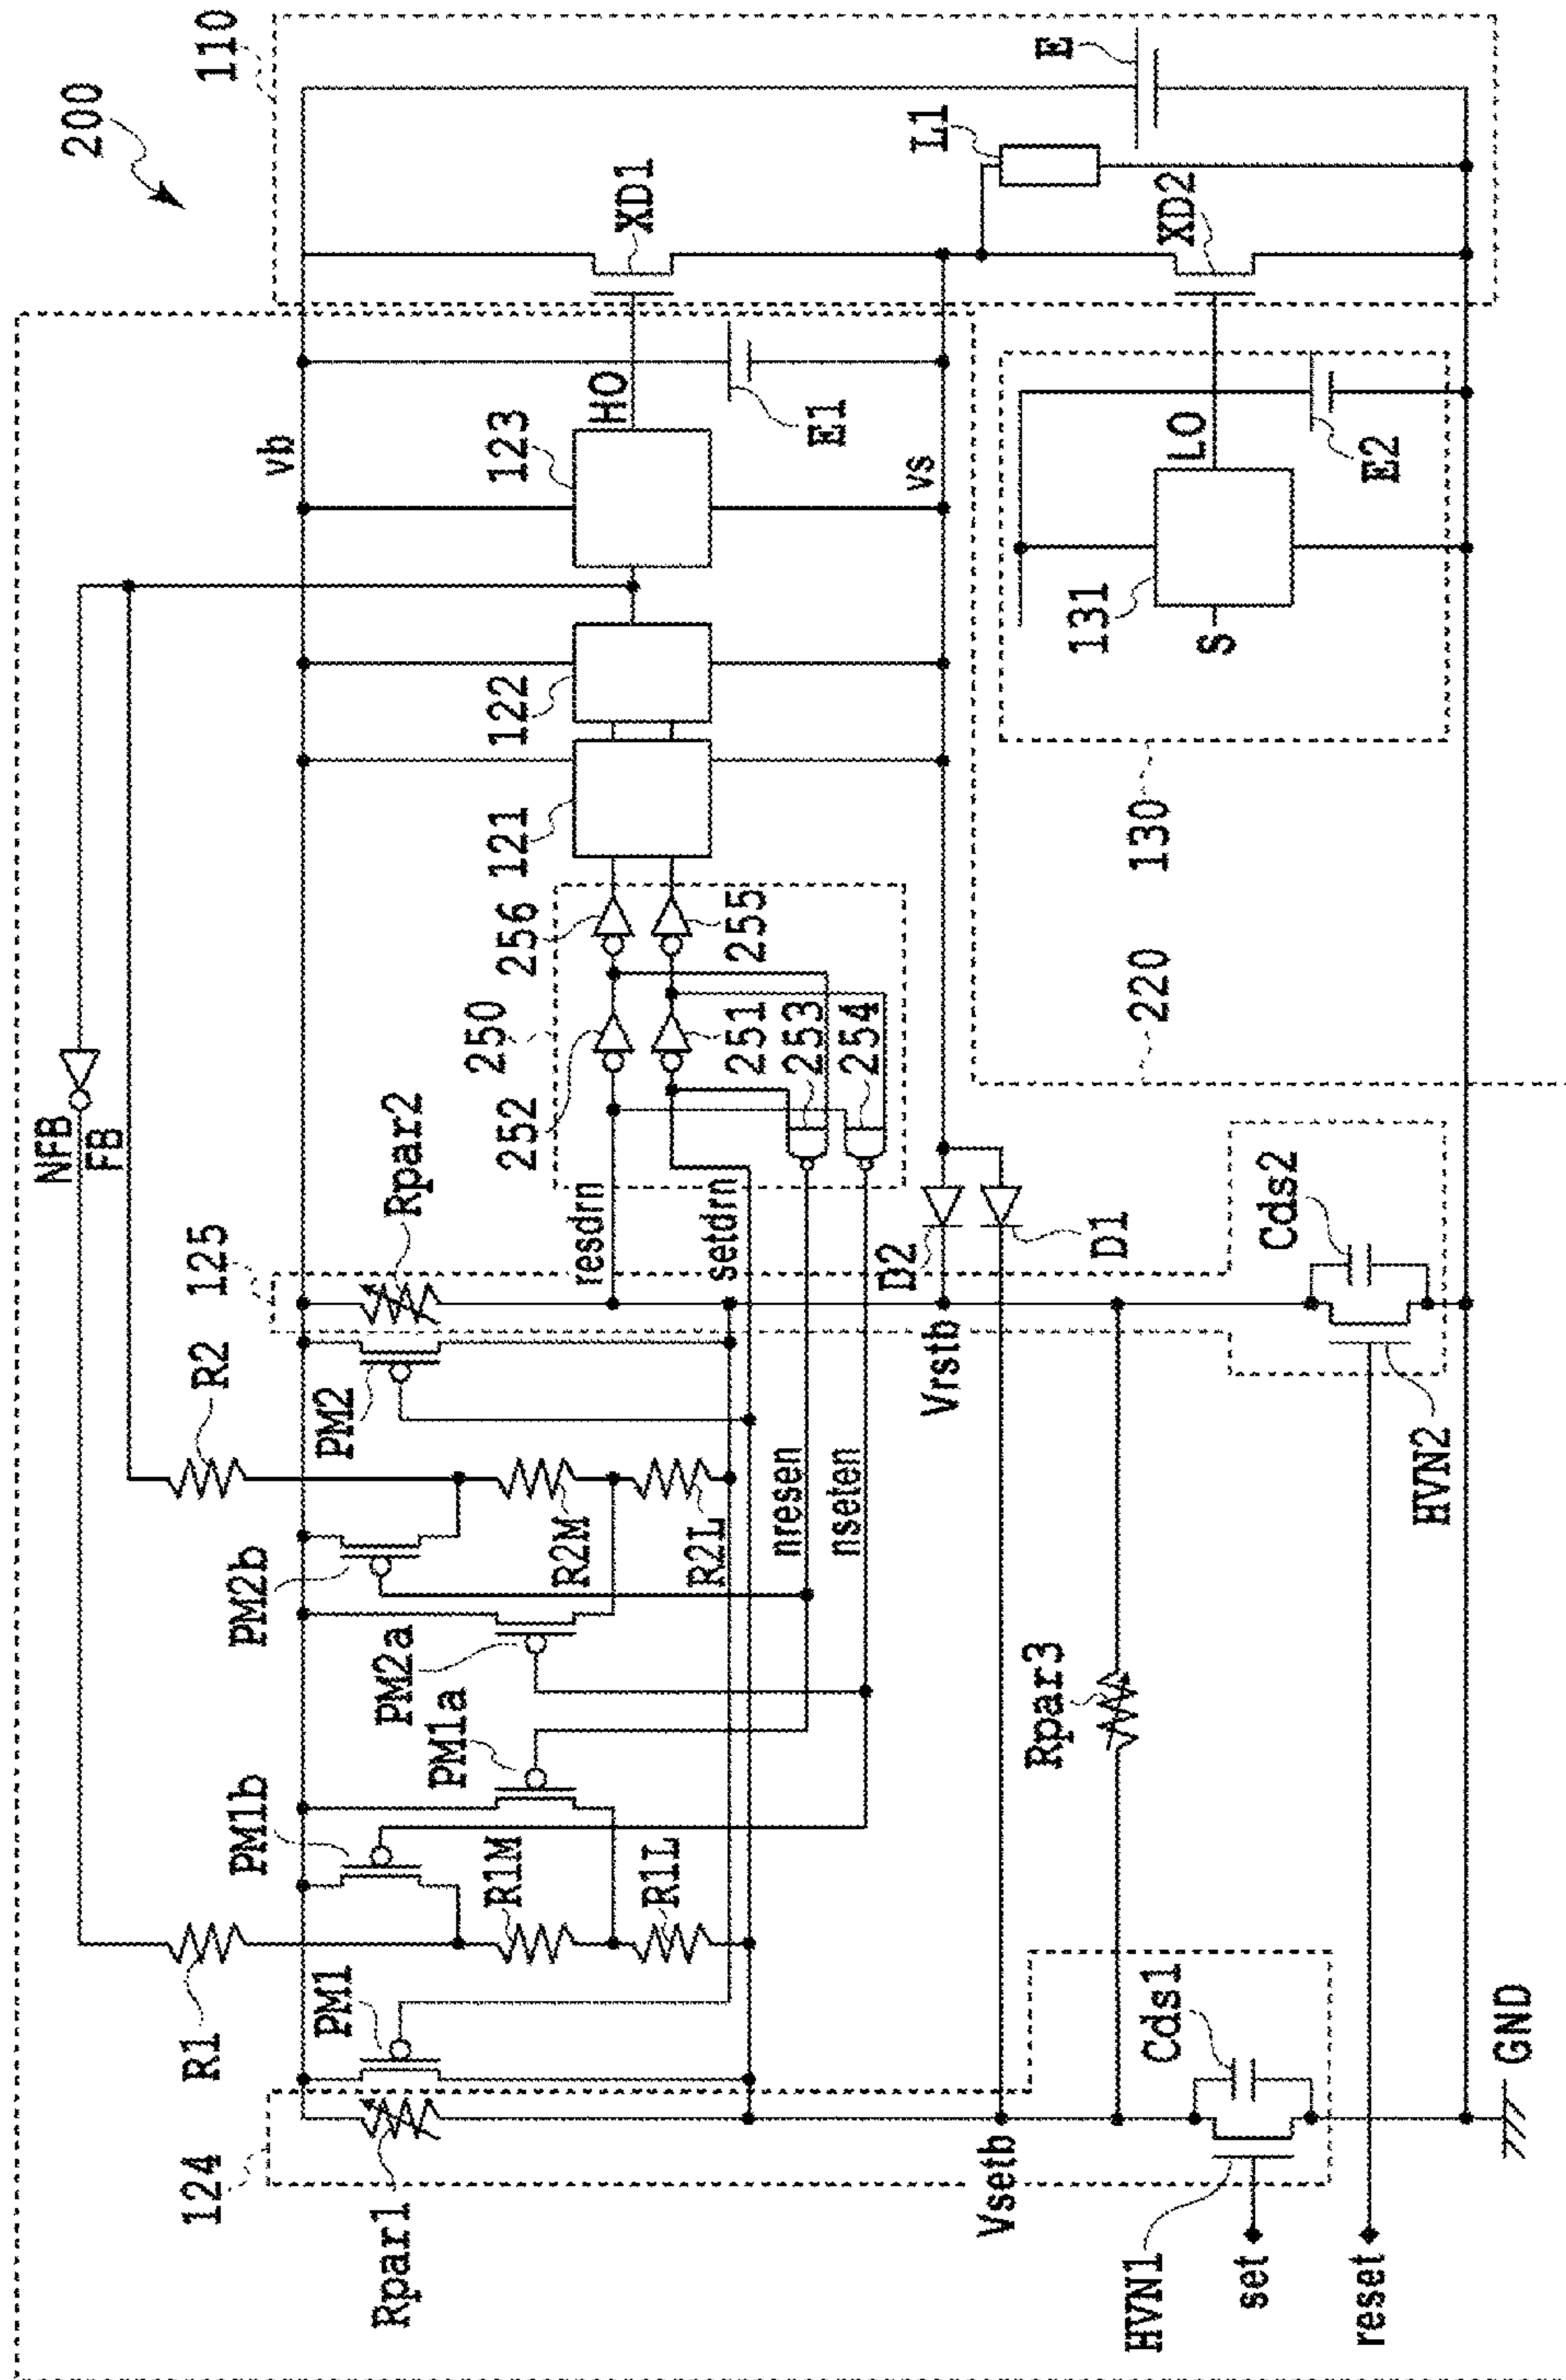 200
110
E
L1
XD1
XD2
vb
HO
123
E1
vs
LO
E2
131
S
122
121
130
220
256
255
250
251
253
254
252
NFB
FB
Rpar2
resdrn
setdrn
125
D2
D1
Cds2
R2
PM2
Vrstb
HVN2
PM2b
R2M
R2L
nresen
nseten
PM2a
PM1a
Rpar3
PM1b
R1M
R1L
R1
PM1
Cds1
GND
124
Rpar1
Vsetb
HVN1
set
reset